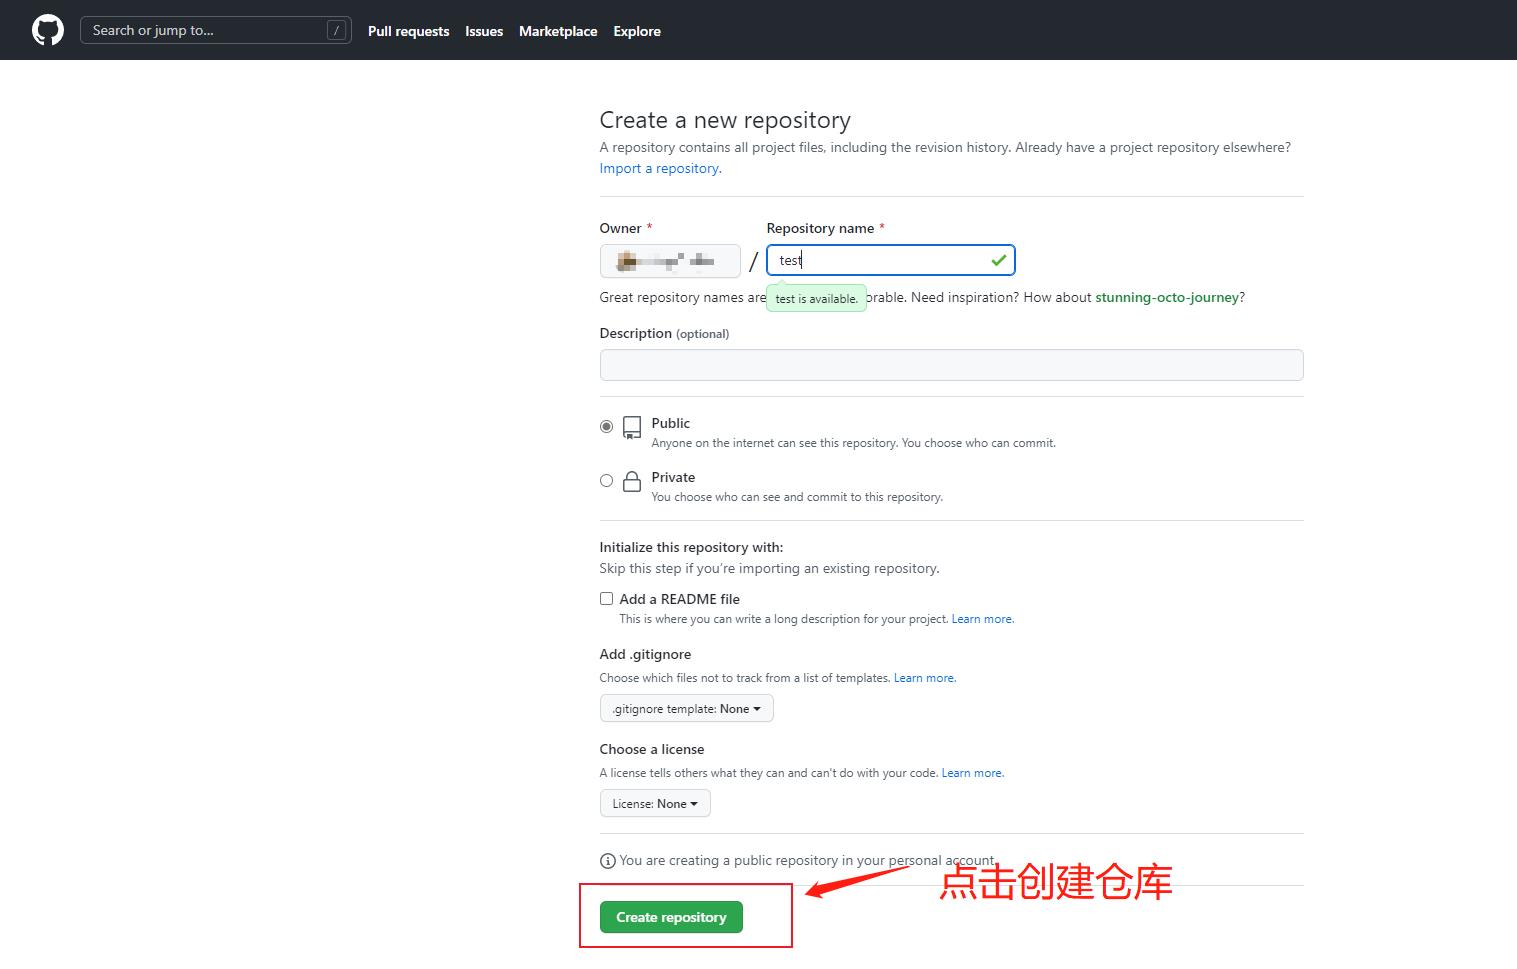 Search or jump to... /
Pull requests Issues Marketplace Explore
Create a new repository
A repository contains all project files, including the revision history. Already have a project repository elsewhere?
Import a repository.
Owner * Repository name *
/ test
Great repository names are orable. Need inspiration? How about stunning-octo-journey?
test is available.
Description (optional)
Public
Anyone on the internet can see this repository. You choose who can commit.
Private
You choose who can see and commit to this repository.
Initialize this repository with:
Skip this step if you’re importing an existing repository.
Add a README file
This is where you can write a long description for your project. Learn more.
Add .gitignore
Choose which files not to track from a list of templates. Learn more.
.gitignore template: None
Choose a license
A license tells others what they can and can't do with your code. Learn more.
License: None
You are creating a public repository in your personal account.
点击创建仓库
Create repository